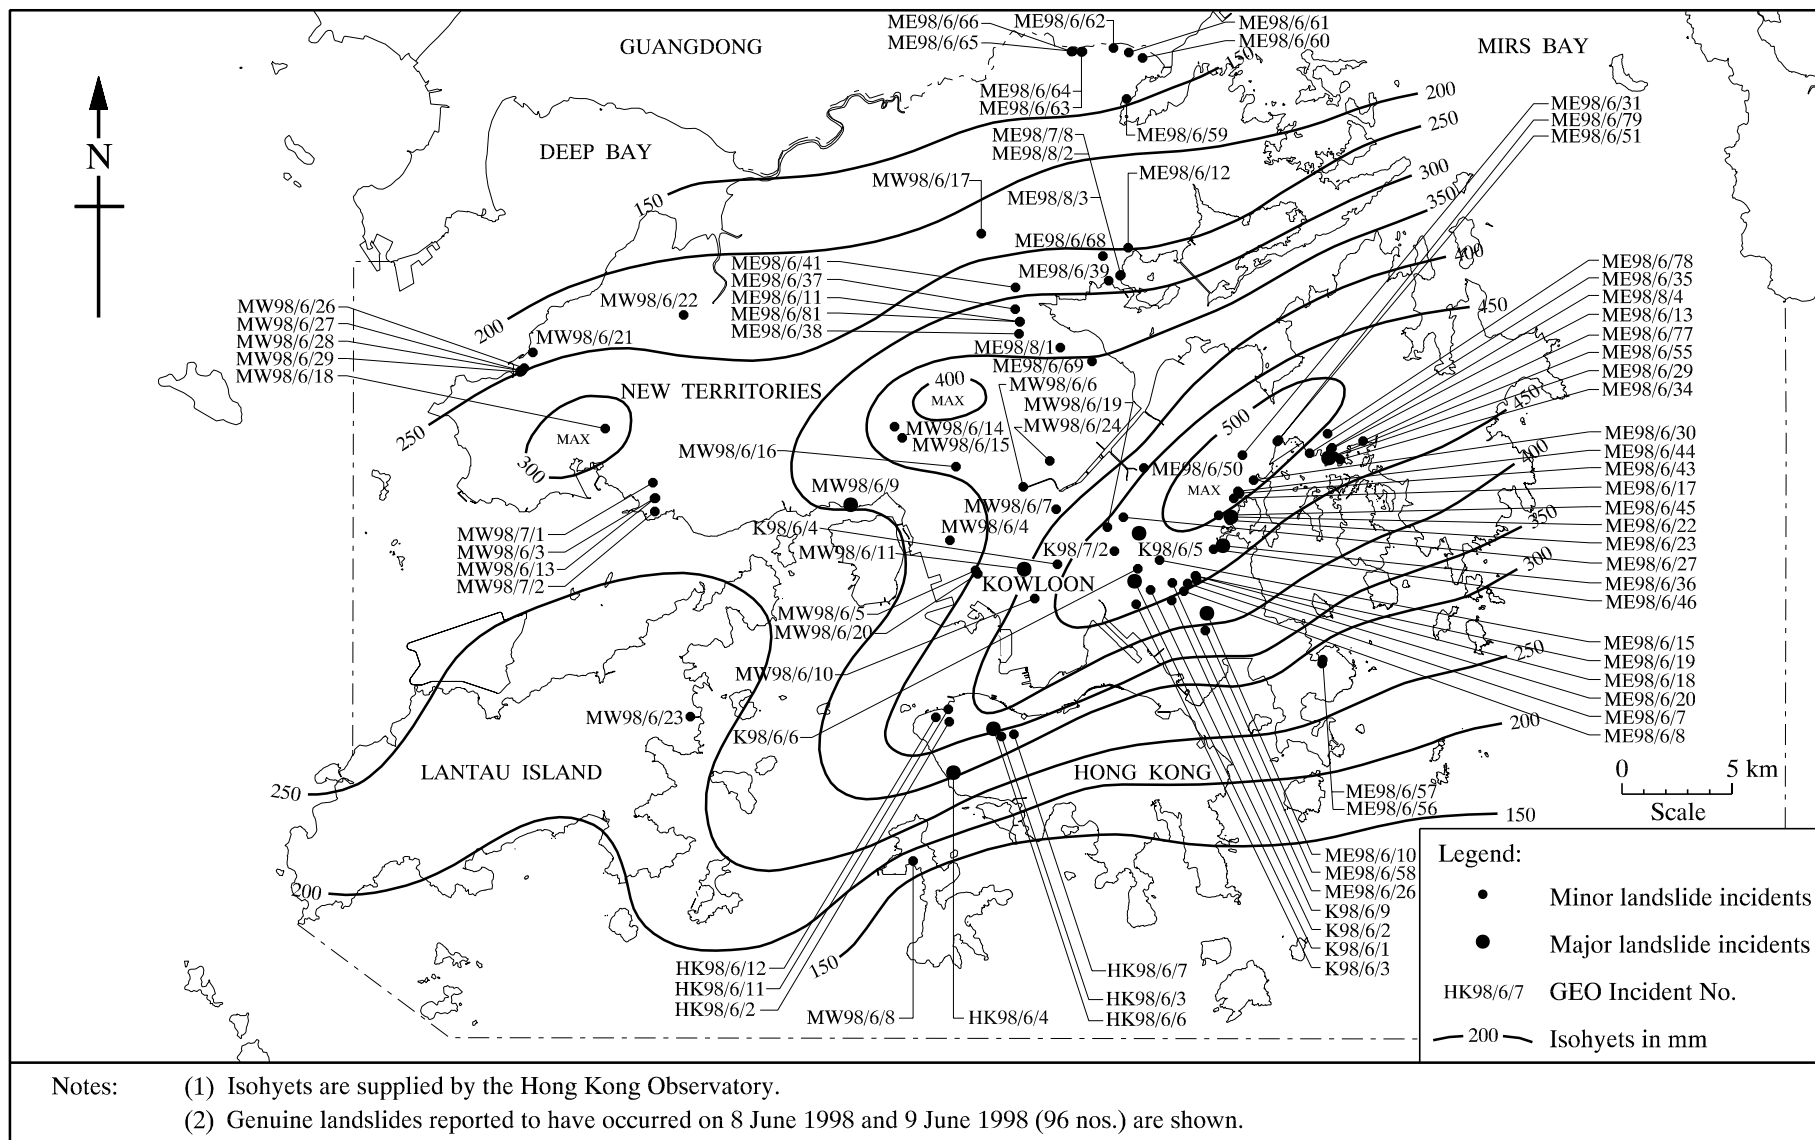 ME98/6/66
ME98/6/62
ME98/6/61
ME98/6/65
ME98/6/60
GUANGDONG
MIRS BAY
150
ME98/6/64
ME98/6/63
200
ME98/6/31
ME98/6/79
ME98/6/51
250
ME98/7/8
ME98/6/59
ME98/8/2
N
DEEP BAY
MW98/6/17
ME98/6/12
300
ME98/8/3
350
150
ME98/6/68
400
ME98/6/41
ME98/6/39
ME98/6/37
ME98/6/11
ME98/6/81
ME98/6/38
ME98/6/78
ME98/6/35
ME98/8/4
ME98/6/13
ME98/6/77
ME98/6/55
ME98/6/29
ME98/6/34
450
MW98/6/22
MW98/6/26
MW98/6/27
MW98/6/28
MW98/6/29
MW98/6/18
200
MW98/6/21
ME98/8/1
ME98/6/69
MW98/6/6
MW98/6/19
MW98/6/24
400
MAX
NEW TERRITORIES
500
450
250
MAX
300
MW98/6/14
MW98/6/15
MW98/6/16
ME98/6/50
MAX
400
ME98/6/30
ME98/6/44
ME98/6/43
ME98/6/17
ME98/6/45
ME98/6/22
ME98/6/23
ME98/6/27
ME98/6/36
ME98/6/46
MW98/6/9
MW98/6/7
350
K98/6/4
MW98/6/4
MW98/7/1
MW98/6/3
MW98/6/13
MW98/7/2
MW98/6/11
K98/7/2
K98/6/5
300
KOWLOON
MW98/6/5
MW98/6/20
ME98/6/15
ME98/6/19
ME98/6/18
ME98/6/20
ME98/6/7
ME98/6/8
250
MW98/6/10
MW98/6/23
K98/6/6
200
LANTAU ISLAND
HONG KONG
0
5 km
Scale
250
ME98/6/57
ME98/6/56
150
200
ME98/6/10
ME98/6/58
ME98/6/26
K98/6/9
K98/6/2
K98/6/1
K98/6/3
150
HK98/6/12
HK98/6/11
HK98/6/2
MW98/6/8
HK98/6/4
HK98/6/7
HK98/6/3
HK98/6/6
Legend:
Minor landslide incidents
Major landslide incidents
HK98/6/7 GEO Incident No.
200 Isohyets in mm
Notes: (1) Isohyets are supplied by the Hong Kong Observatory.
(2) Genuine landslides reported to have occurred on 8 June 1998 and 9 June 1998 (96 nos.) are shown.